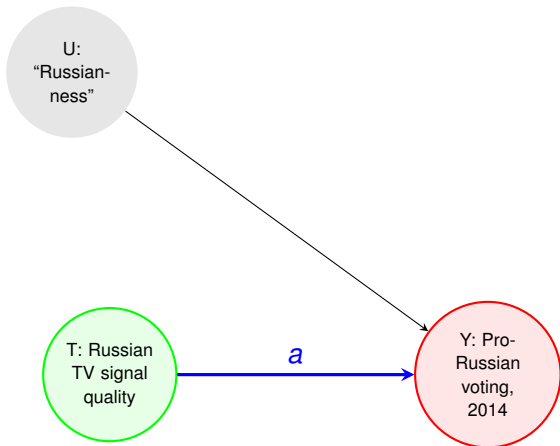 U:
“Russian-
ness”
T: Russian
TV signal
quality
a
Y: Pro-
Russian
voting,
2014